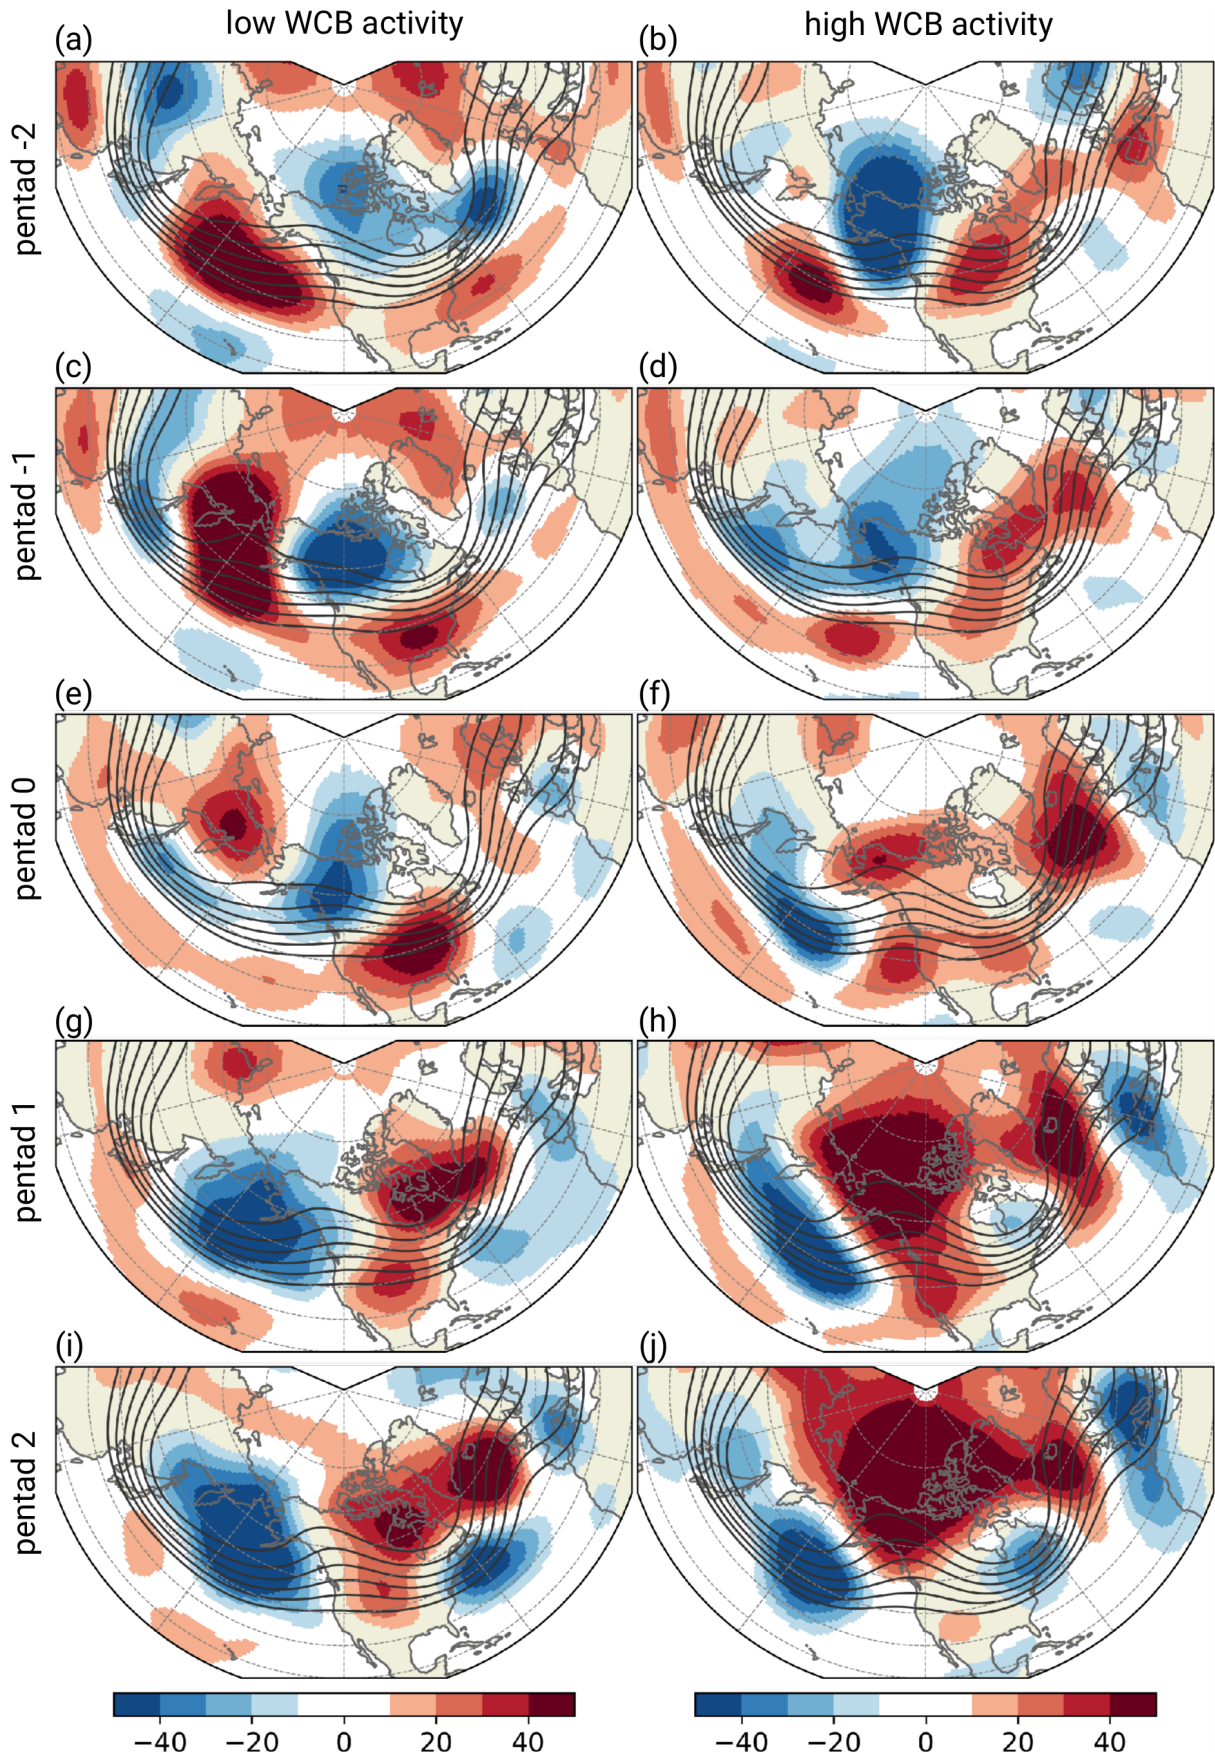 low WCB activity
high WCB activity
(a)
(b)
pentad -2
(c)
(d)
pentad -1
(e)
(f)
pentad 0
(g)
(h)
pentad 1
(i)
(j)
pentad 2
−40 −20 0 20 40
−40 −20 0 20 40